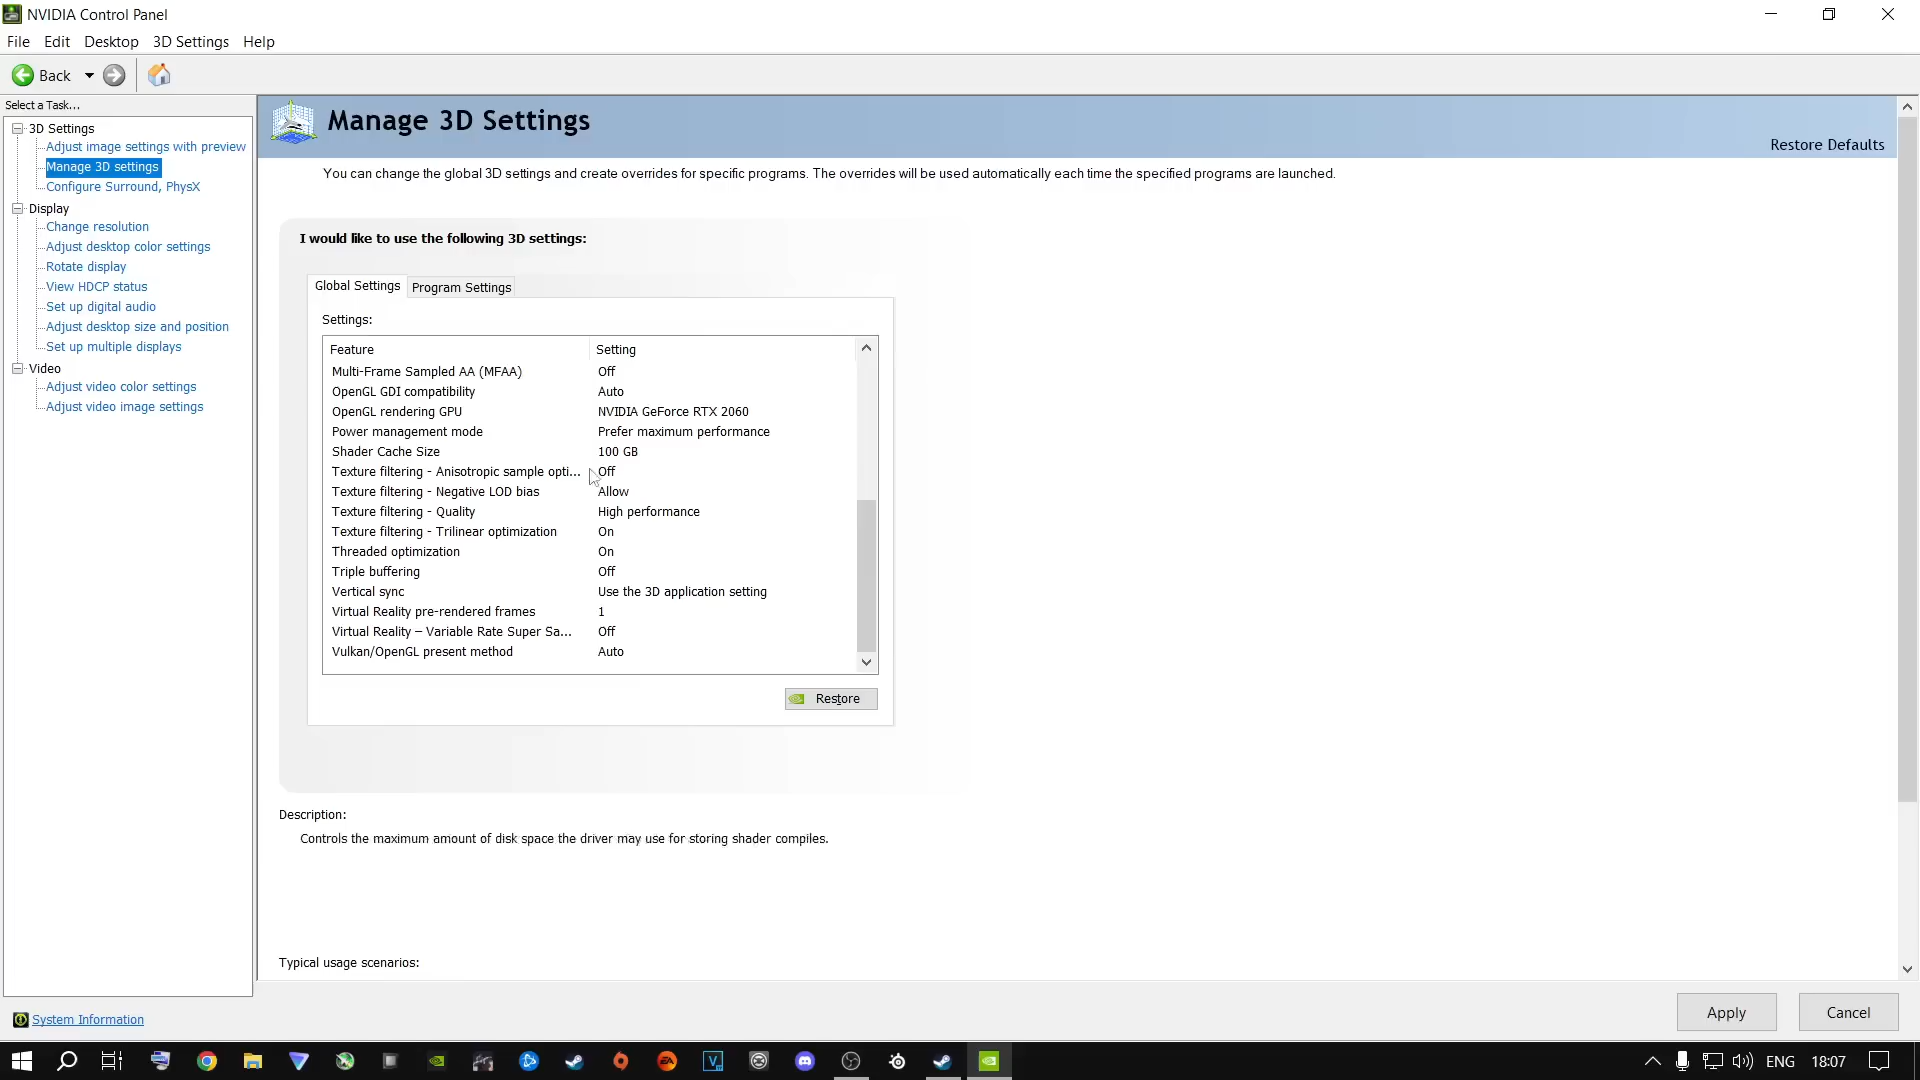 NVIDIA Control Panel
File Edit Desktop 3D Settings Help
Back
Select a Task...
3D Settings
Adjust image settings with preview
Manage 3D settings
Configure Surround, PhysX
Display
Change resolution
Adjust desktop color settings
Rotate display
View HDCP status
Set up digital audio
Adjust desktop size and position
Set up multiple displays
Video
Adjust video color settings
Adjust video image settings
System Information
Manage 3D Settings
Restore Defaults
You can change the global 3D settings and create overrides for specific programs. The overrides will be used automatically each time the specified programs are launched.
I would like to use the following 3D settings:
Global Settings Program Settings
Settings:
Feature Setting
Multi-Frame Sampled AA (MFAA) Off
OpenGL GDI compatibility Auto
OpenGL rendering GPU NVIDIA GeForce RTX 2060
Power management mode Prefer maximum performance
Shader Cache Size 100 GB
Texture filtering - Anisotropic sample opti... Off
Texture filtering - Negative LOD bias Allow
Texture filtering - Quality High performance
Texture filtering - Trilinear optimization On
Threaded optimization On
Triple buffering Off
Vertical sync Use the 3D application setting
Virtual Reality pre-rendered frames 1
Virtual Reality – Variable Rate Super Sa... Off
Vulkan/OpenGL present method Auto
Restore
Description:
Controls the maximum amount of disk space the driver may use for storing shader compiles.
Typical usage scenarios:
Apply Cancel
EA V ENG 18:07